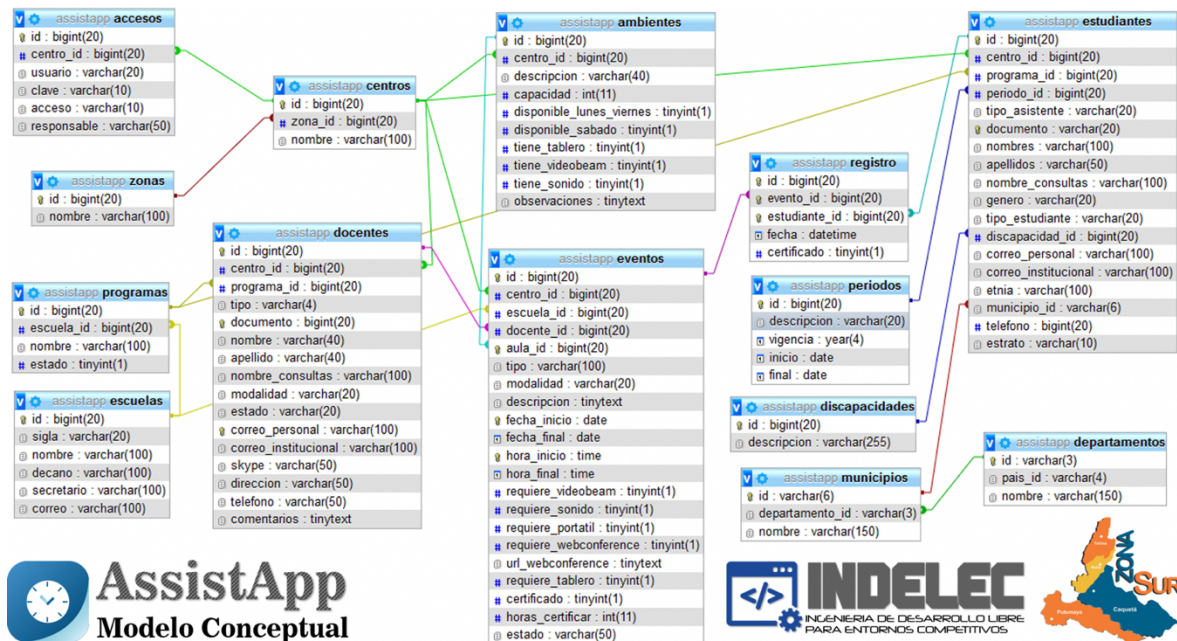 assistapp accesos
id : bigint(20)
centro_id : bigint(20)
usuario : varchar(20)
clave : varchar(10)
acceso : varchar(10)
responsable : varchar(50)
assistapp zonas
id : bigint(20)
nombre : varchar(100)
assistapp centros
id : bigint(20)
zona_id : bigint(20)
nombre : varchar(100)
assistapp programas
id : bigint(20)
escuela_id : bigint(20)
nombre : varchar(100)
estado : tinyint(1)
assistapp escuelas
id : bigint(20)
sigla : varchar(20)
nombre : varchar(100)
decano : varchar(100)
secretario : varchar(100)
correo : varchar(100)
assistapp docentes
id : bigint(20)
centro_id : bigint(20)
programa_id : bigint(20)
tipo : varchar(4)
documento : bigint(20)
nombre : varchar(40)
apellido : varchar(40)
nombre_consultas : varchar(100)
modalidad : varchar(20)
estado : varchar(20)
correo_personal : varchar(100)
correo_institucional : varchar(100)
skype : varchar(50)
direccion : varchar(50)
telefono : varchar(50)
comentarios : tinytext
assistapp ambientes
id : bigint(20)
centro_id : bigint(20)
descripcion : varchar(40)
capacidad : int(11)
disponible_lunes_viernes : tinyint(1)
disponible_sabado : tinyint(1)
tiene_tablero : tinyint(1)
tiene_videobeam : tinyint(1)
tiene_sonido : tinyint(1)
observaciones : tinytext
assistapp eventos
id : bigint(20)
centro_id : bigint(20)
escuela_id : bigint(20)
docente_id : bigint(20)
aula_id : bigint(20)
tipo : varchar(100)
modalidad : varchar(20)
descripcion : tinytext
fecha_inicio : date
fecha_final : date
hora_inicio : time
hora_final : time
requiere_videobeam : tinyint(1)
requiere_sonido : tinyint(1)
requiere_portatil : tinyint(1)
requiere_webconference : tinyint(1)
url_webconference : tinytext
requiere_tablero : tinyint(1)
certificado : tinyint(1)
horas_certificar : int(11)
estado : varchar(50)
assistapp registro
id : bigint(20)
evento_id : bigint(20)
estudiante_id : bigint(20)
fecha : datetime
certificado : tinyint(1)
assistapp periodos
id : bigint(20)
descripcion : varchar(20)
vigencia : year(4)
inicio : date
final : date
assistapp discapacidades
id : bigint(20)
descripcion : varchar(255)
assistapp municipios
id : varchar(6)
departamento_id : varchar(3)
nombre : varchar(150)
assistapp estudiantes
id : bigint(20)
centro_id : bigint(20)
programa_id : bigint(20)
periodo_id : bigint(20)
tipo_asistente : varchar(20)
documento : varchar(20)
nombres : varchar(100)
apellidos : varchar(50)
nombre_consultas : varchar(100)
genero : varchar(20)
tipo_estudiante : varchar(20)
discapacidad_id : bigint(20)
correo_personal : varchar(100)
correo_institucional : varchar(100)
etnia : varchar(100)
municipio_id : varchar(6)
telefono : bigint(20)
estrato : varchar(10)
assistapp departamentos
id : varchar(3)
pais_id : varchar(4)
nombre : varchar(150)
AssistApp
Modelo Conceptual
</> INDELEC
INGENIERIA DE DESARROLLO LIBRE
PARA ENTORNOS COMPETITIVOS
ZONA
Sur
Putumayo
Caquetá